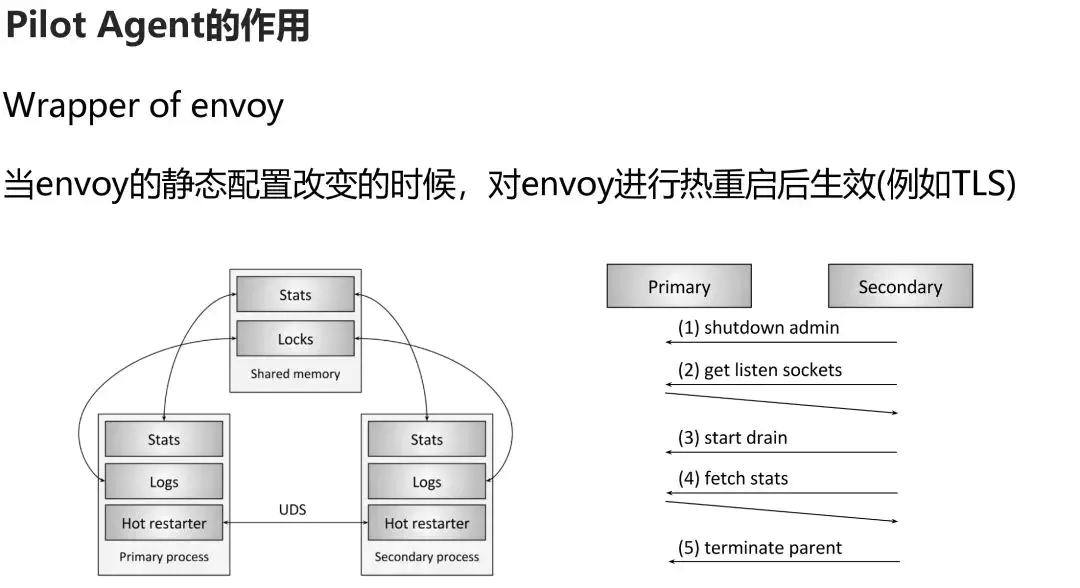 Pilot Agent的作用
Wrapper of envoy
当envoy的静态配置改变的时候，对envoy进行热重启后生效(例如TLS)
Stats
Locks
Shared memory
Stats
Logs
Hot restarter
Primary process
UDS
Stats
Logs
Hot restarter
Secondary process
Primary
Secondary
(1) shutdown admin
(2) get listen sockets
(3) start drain
(4) fetch stats
(5) terminate parent